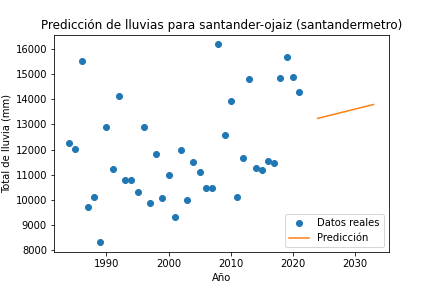 Predicción de lluvias para santander-ojaiz (santandermetro)
Total de lluvia (mm)
16000
15000
14000
13000
12000
11000
10000
9000
8000
1990
2000
2010
2020
2030
Año
Datos reales
Predicción